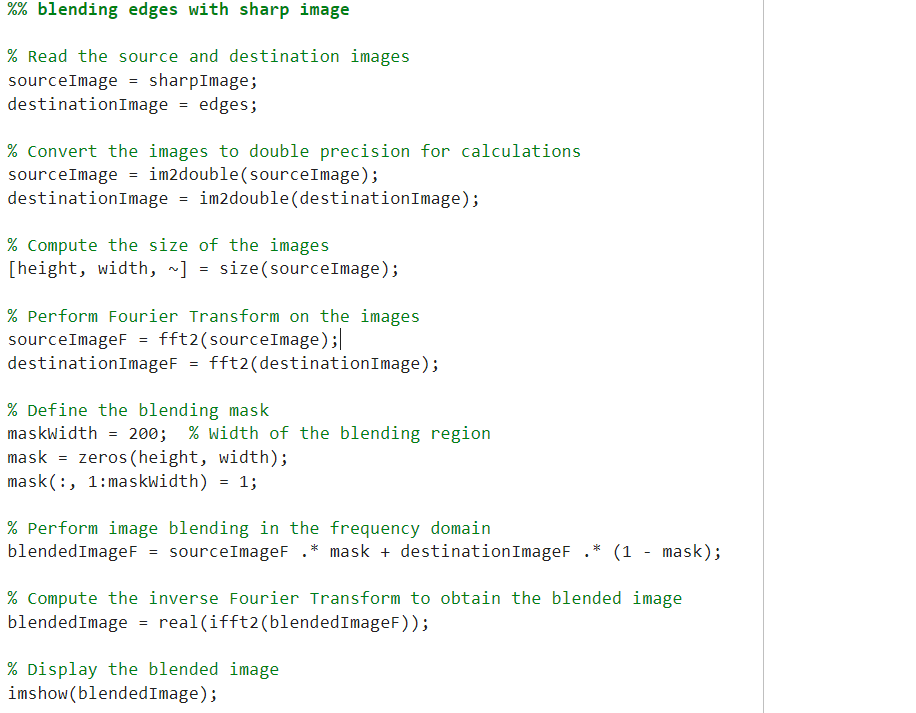 %% blending edges with sharp image
% Read the source and destination images
sourceImage = sharpImage;
destinationImage = edges;
% Convert the images to double precision for calculations
sourceImage = im2double(sourceImage);
destinationImage = im2double(destinationImage);
% Compute the size of the images
[height, width, ~] = size(sourceImage);
% Perform Fourier Transform on the images
sourceImageF = fft2(sourceImage);
destinationImageF = fft2(destinationImage);
% Define the blending mask
maskWidth = 200;  % Width of the blending region
mask = zeros(height, width);
mask(:, 1:maskWidth) = 1;
% Perform image blending in the frequency domain
blendedImageF = sourceImageF .* mask + destinationImageF .* (1 - mask);
% Compute the inverse Fourier Transform to obtain the blended image
blendedImage = real(ifft2(blendedImageF));
% Display the blended image
imshow(blendedImage);